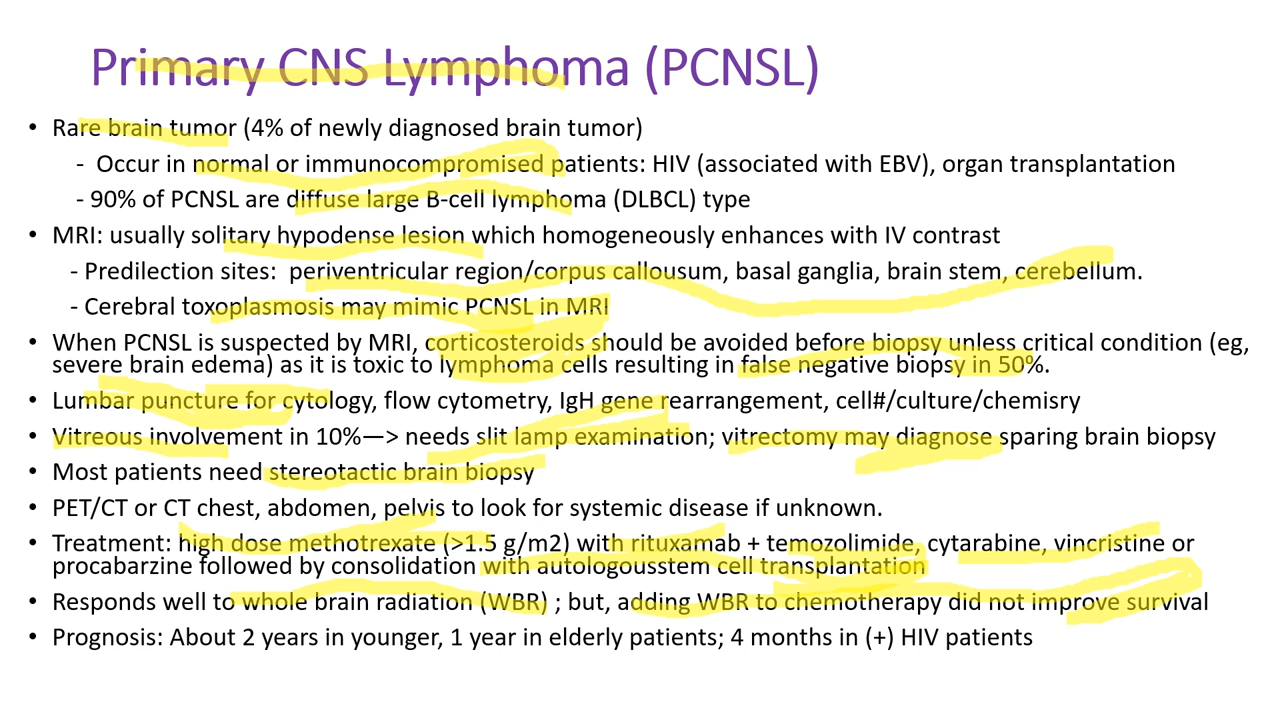 Primary CNS Lymphoma (PCNSL)
• Rare brain tumor (4% of newly diagnosed brain tumor)
- Occur in normal or immunocompromised patients: HIV (associated with EBV), organ transplantation
- 90% of PCNSL are diffuse large B-cell lymphoma (DLBCL) type
• MRI: usually solitary hypodense lesion which homogeneously enhances with IV contrast
- Predilection sites: periventricular region/corpus callousum, basal ganglia, brain stem, cerebellum.
- Cerebral toxoplasmosis may mimic PCNSL in MRI
• When PCNSL is suspected by MRI, corticosteroids should be avoided before biopsy unless critical condition (eg,
severe brain edema) as it is toxic to lymphoma cells resulting in false negative biopsy in 50%.
• Lumbar puncture for cytology, flow cytometry, IgH gene rearrangement, cell#/culture/chemisry
• Vitreous involvement in 10%—> needs slit lamp examination; vitrectomy may diagnose sparing brain biopsy
• Most patients need stereotactic brain biopsy
• PET/CT or CT chest, abdomen, pelvis to look for systemic disease if unknown.
• Treatment: high dose methotrexate (>1.5 g/m2) with rituxamab + temozolimide, cytarabine, vincristine or
procabarzine followed by consolidation with autologousstem cell transplantation
• Responds well to whole brain radiation (WBR) ; but, adding WBR to chemotherapy did not improve survival
• Prognosis: About 2 years in younger, 1 year in elderly patients; 4 months in (+) HIV patients